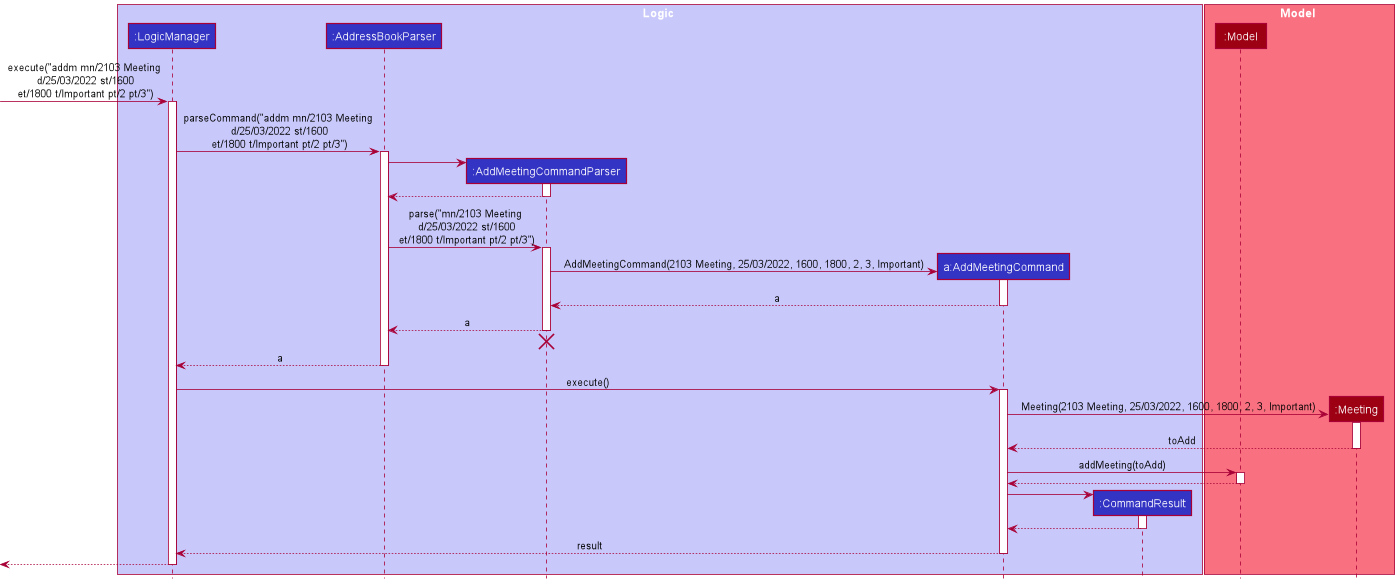 Logic
Model
:LogicManager
:AddressBookParser
:Model
execute("addm mn/2103 Meeting
d/25/03/2022 st/1600
et/1800 t/Important pt/2 pt/3")
parseCommand("addm mn/2103 Meeting
d/25/03/2022 st/1600
et/1800 t/Important pt/2 pt/3")
:AddMeetingCommandParser
parse("mn/2103 Meeting
d/25/03/2022 st/1600
et/1800 t/Important pt/2 pt/3")
AddMeetingCommand(2103 Meeting, 25/03/2022, 1600, 1800, 2, 3, Important)
a:AddMeetingCommand
a
a
a
execute()
Meeting(2103 Meeting, 25/03/2022, 1600, 1800, 2, 3, Important)
:Meeting
toAdd
addMeeting(toAdd)
:CommandResult
result